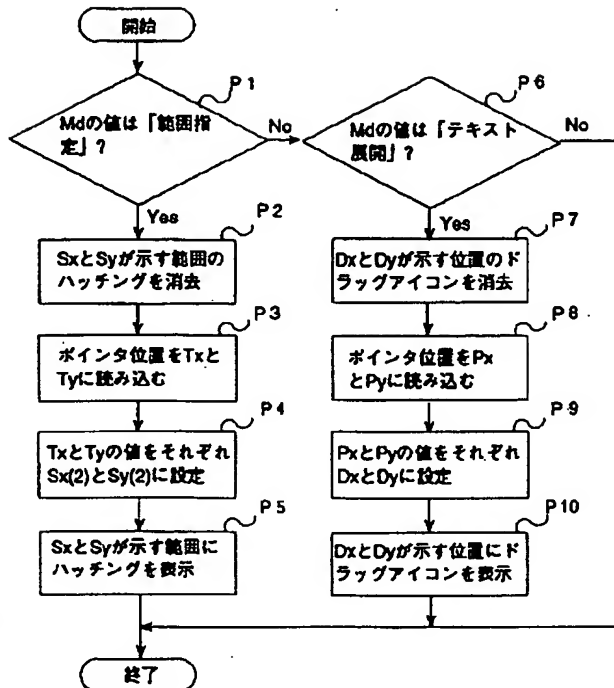 開始
P1
Mdの値は「範囲指
定」?
No
Yes
P2
SxとSyが示す範囲の
ハッチングを消去
P3
ポインタ位置をTxと
Tyに読み込む
P4
TxとTyの値をそれぞれ
Sx(2)とSy(2)に設定
P5
SxとSyが示す範囲に
ハッチングを表示
終了
P6
Mdの値は「テキスト
展開」?
No
Yes
P7
DxとDyが示す位置のド
ラッグアイコンを消去
P8
ポインタ位置をPx
とPyに読み込む
P9
PxとPyの値をそれぞれ
DxとDyに設定
P10
DxとDyが示す位置にド
ラッグアイコンを表示